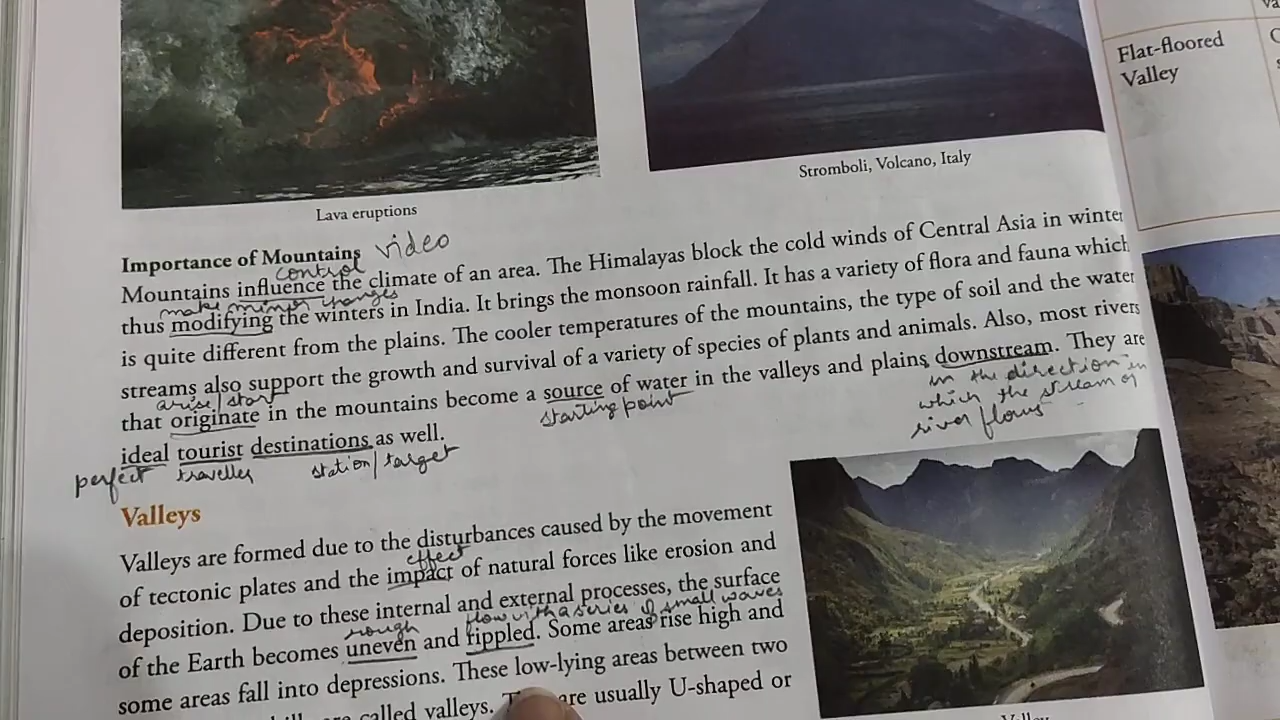 Flat-floored
Valley
Stromboli, Volcano, Italy
Lava eruptions
Importance of Mountains video
control
Mountains influence the climate of an area. The Himalayas block the cold winds of Central Asia in winter
make minor changes
thus modifying the winters in India. It brings the monsoon rainfall. It has a variety of flora and fauna which
is quite different from the plains. The cooler temperatures of the mountains, the type of soil and the water
streams also support the growth and survival of a variety of species of plants and animals. Also, most rivers
arise/start
that originate in the mountains become a source of water in the valleys and plains downstream. They are
starting point
in the direction in
which the stream of
river flows
ideal tourist destinations as well.
perfect traveller station/target
Valleys
Valleys are formed due to the disturbances caused by the movement
effect
of tectonic plates and the impact of natural forces like erosion and
deposition. Due to these internal and external processes, the surface
rough flow with a series of small waves
of the Earth becomes uneven and rippled. Some areas rise high and
some areas fall into depressions. These low-lying areas between two
are called valleys. are usually U-shaped or
Valley